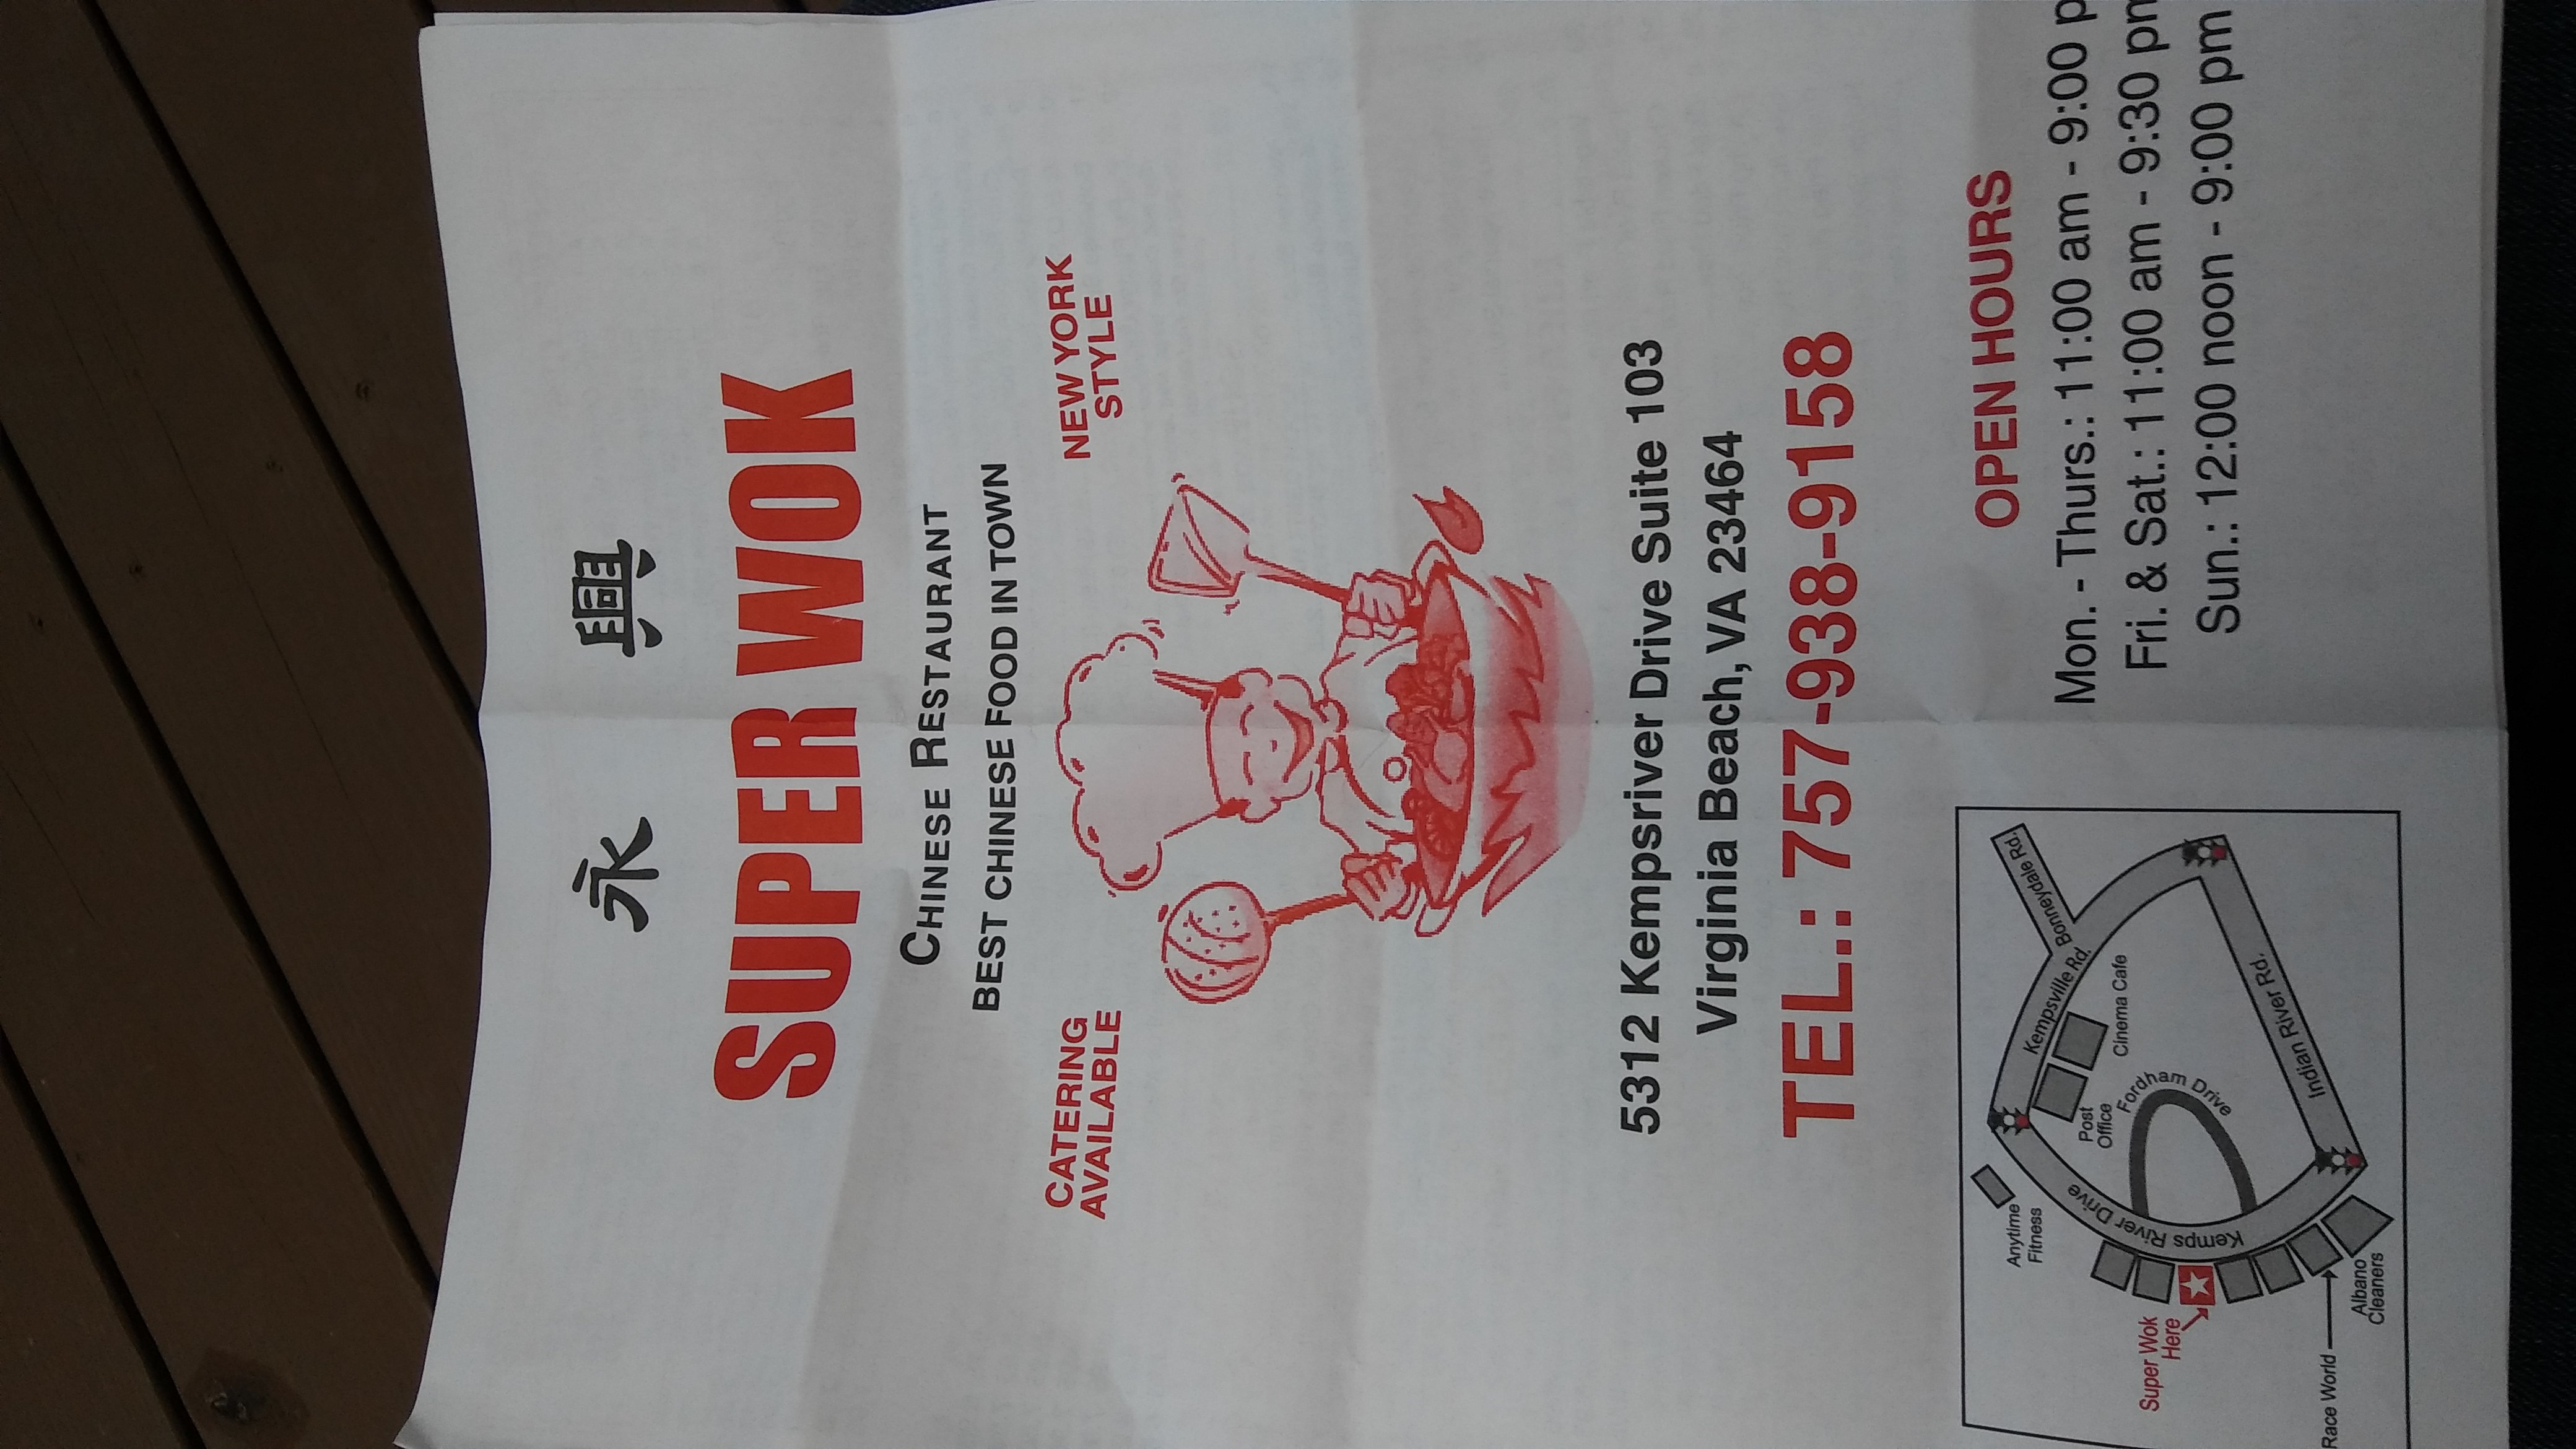 永 興
SUPER WOK
CHINESE RESTAURANT
BEST CHINESE FOOD IN TOWN
CATERING
AVAILABLE
NEW YORK
STYLE
5312 Kempsriver Drive Suite 103
Virginia Beach, VA 23464
TEL.: 757-938-9158
OPEN HOURS
Mon. - Thurs.: 11:00 am - 9:00 p
Fri. & Sat.: 11:00 am - 9:30 pm
Sun.: 12:00 noon - 9:00 pm
Anytime
Fitness
Kempsville Rd.
Bonneydale Rd.
Post
Office
Cinema Cafe
Kemps River Drive
Fordham Drive
Super Wok
Here
Indian River Rd.
Race World
Albano
Cleaners